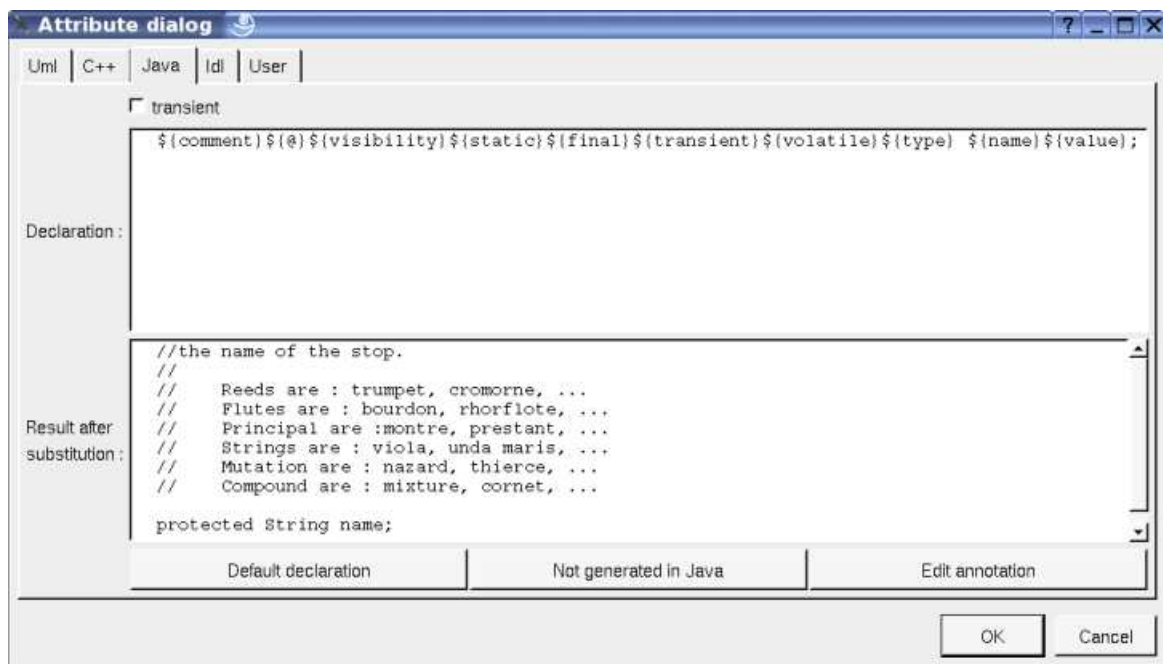 Attribute dialog ?
Uml C++ Java Idl User
transient
Declaration :
${comment}${@}${visibility}${static}${final}${transient}${volatile}${type} ${name}${value};
Result after
substitution :
//the name of the stop.
//
// Reeds are : trumpet, cromorne, ...
// Flutes are : bourdon, rhorflote, ...
// Principal are :montre, prestant, ...
// Strings are : viola, unda maris, ...
// Mutation are : nazard, thierce, ...
// Compound are : mixture, cornet, ...
protected String name;
Default declaration Not generated in Java Edit annotation
OK Cancel